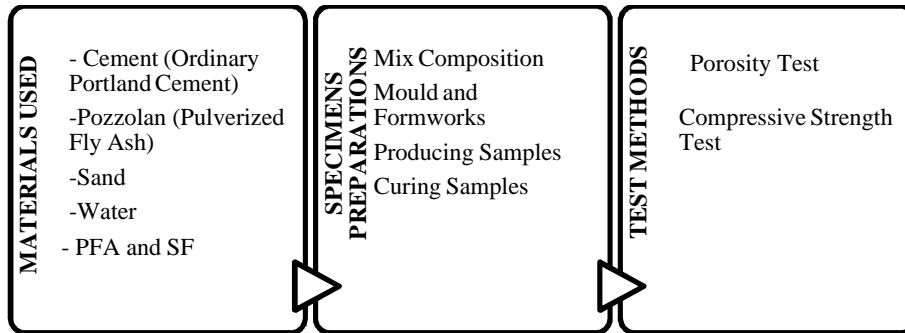 MATERIALS USED
- Cement (Ordinary
Portland Cement)
-Pozzolan (Pulverized
Fly Ash)
-Sand
-Water
- PFA and SF
SPECIMENS
PREPARATIONS
Mix Composition
Mould and
Formworks
Producing Samples
Curing Samples
TEST METHODS
Porosity Test
Compressive Strength
Test